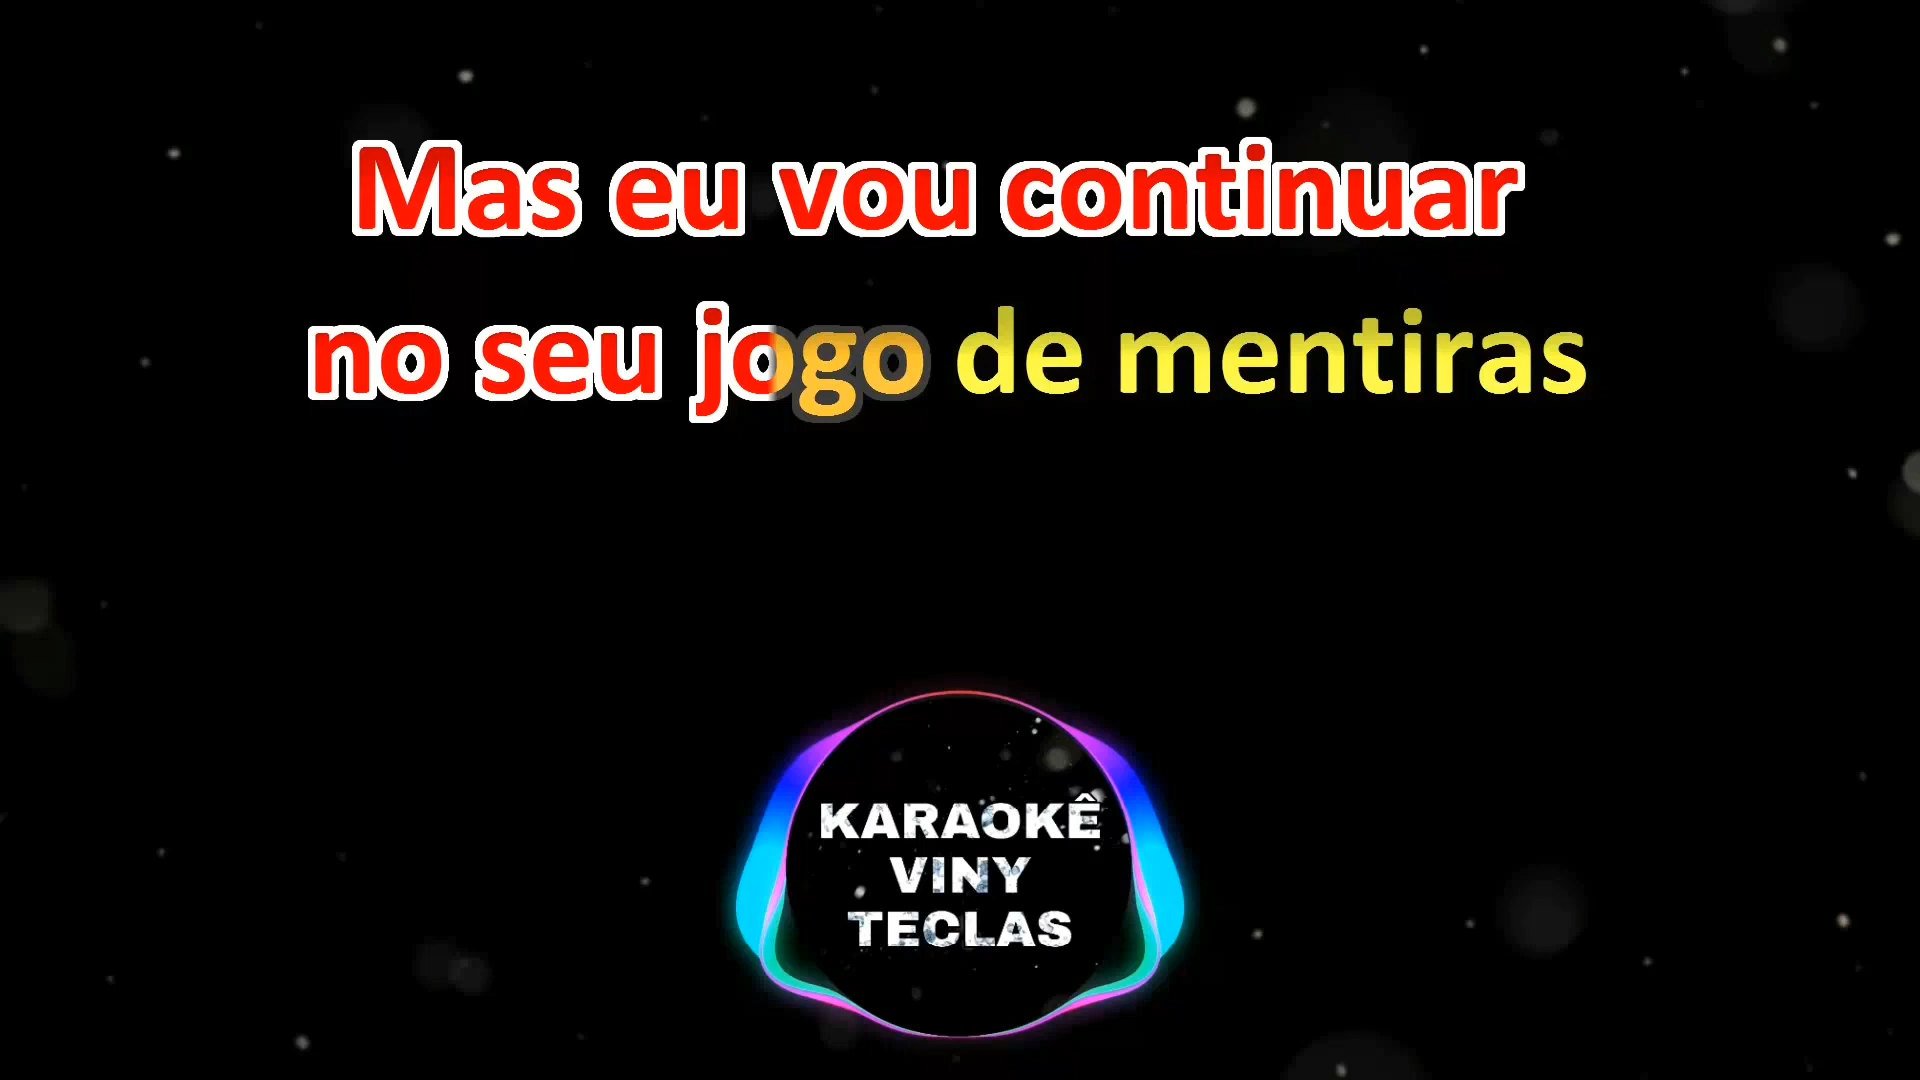 Mas eu vou continuar
no seu jogo de mentiras
KARAOKÊ
VINY
TECLAS